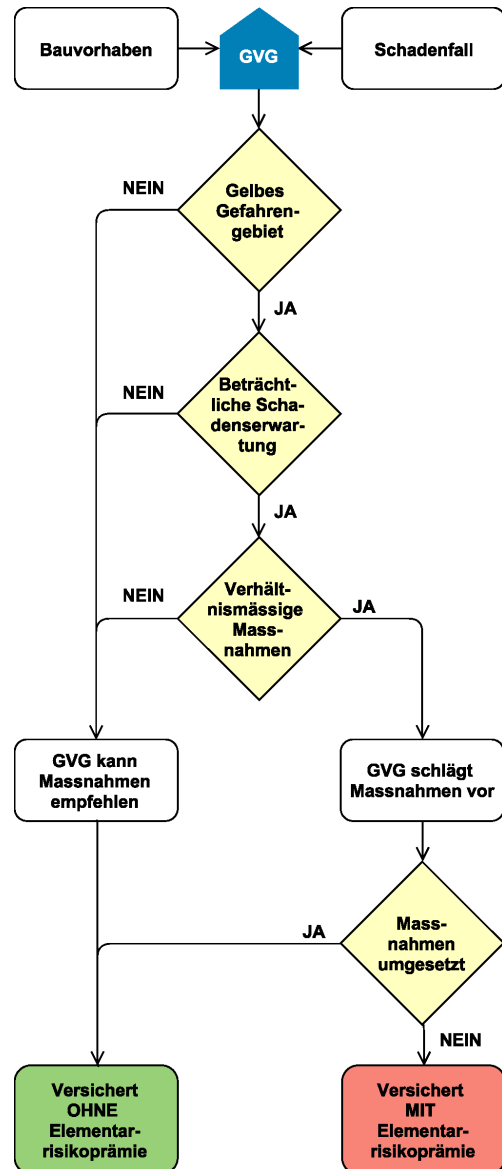 Bauvorhaben
GVG
Schadenfall
NEIN
Gelbes
Gefahren-
gebiet
JA
NEIN
Beträcht-
liche Scha-
denserwar-
tung
JA
NEIN
Verhält-
nismässige
Mass-
nahmen
JA
GVG kann
Massnahmen
empfehlen
GVG schlägt
Massnahmen vor
JA
Mass-
nahmen
umgesetzt
NEIN
Versichert
OHNE
Elementar-
risikoprämie
Versichert
MIT
Elementar-
risikoprämie